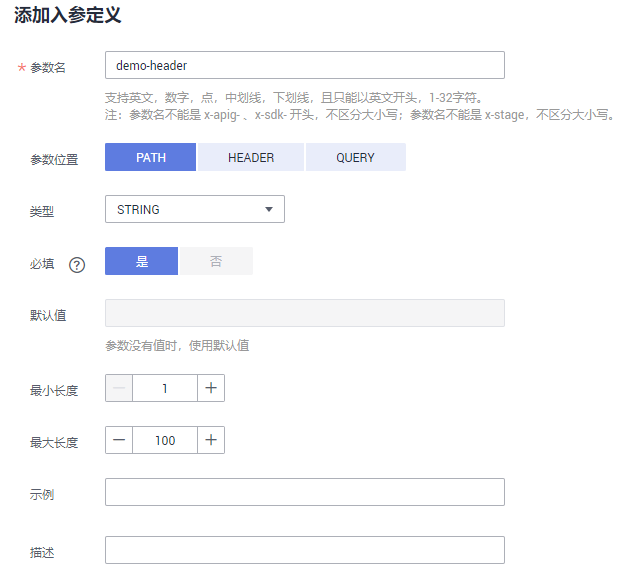 添加入参定义
* 参数名 demo-header
支持英文，数字，点，中划线，下划线，且只能以英文开头，1-32字符。
注：参数名不能是 x-apig- 、x-sdk- 开头，不区分大小写；参数名不能是 x-stage，不区分大小写。
参数位置 PATH HEADER QUERY
类型 STRING
必填 ? 是 否
默认值
参数没有值时，使用默认值
最小长度 — 1 +
最大长度 — 100 +
示例
描述